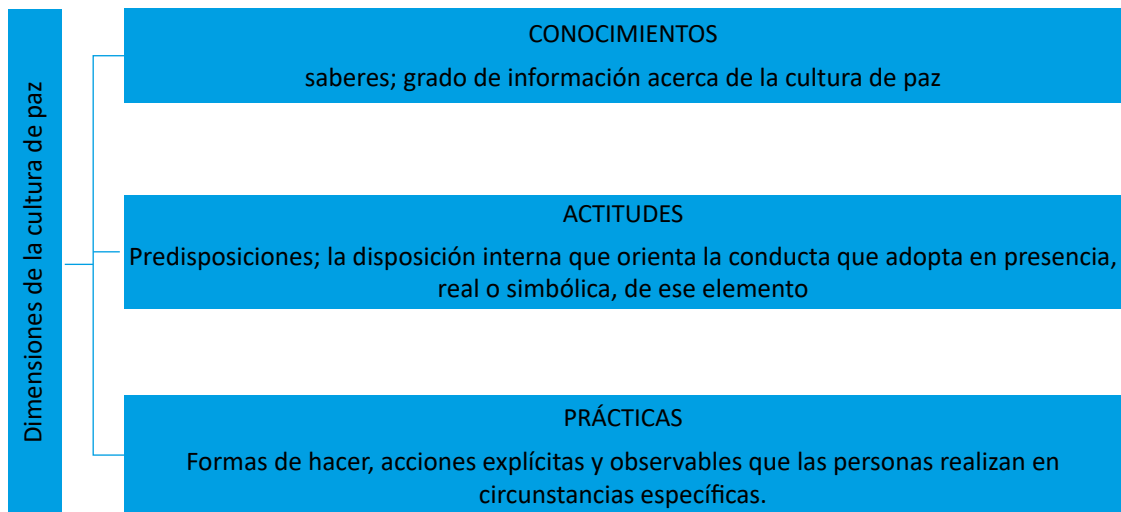 Dimensiones de la cultura de paz
CONOCIMIENTOS
saberes; grado de información acerca de la cultura de paz
ACTITUDES
Predisposiciones; la disposición interna que orienta la conducta que adopta en presencia,
real o simbólica, de ese elemento
PRÁCTICAS
Formas de hacer, acciones explícitas y observables que las personas realizan en
circunstancias específicas.